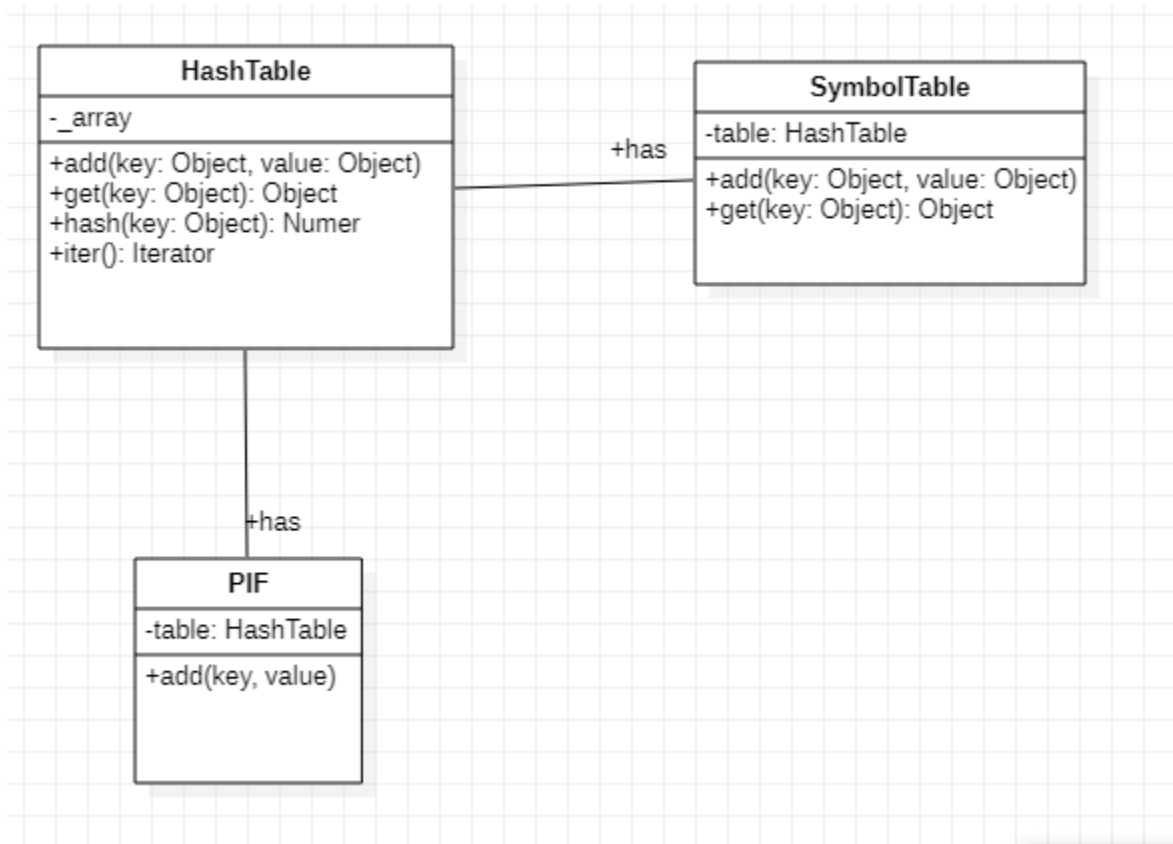 HashTable
-_array
+add(key: Object, value: Object)
+get(key: Object): Object
+hash(key: Object): Numer
+iter(): Iterator
+has
SymbolTable
-table: HashTable
+add(key: Object, value: Object)
+get(key: Object): Object
+has
PIF
-table: HashTable
+add(key, value)